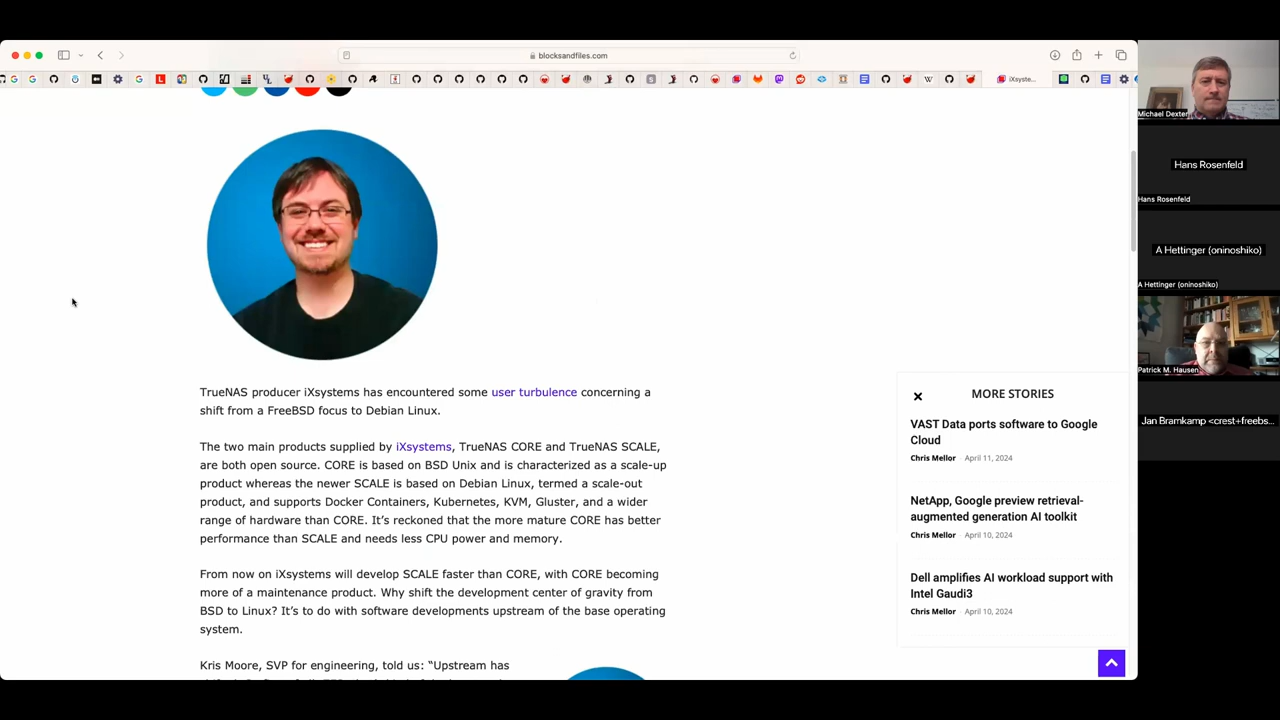 blocksandfiles.com
iXsyste...
TrueNAS producer iXsystems has encountered some user turbulence concerning a
shift from a FreeBSD focus to Debian Linux.
The two main products supplied by iXsystems, TrueNAS CORE and TrueNAS SCALE,
are both open source. CORE is based on BSD Unix and is characterized as a scale-up
product whereas the newer SCALE is based on Debian Linux, termed a scale-out
product, and supports Docker Containers, Kubernetes, KVM, Gluster, and a wider
range of hardware than CORE. It's reckoned that the more mature CORE has better
performance than SCALE and needs less CPU power and memory.
From now on iXsystems will develop SCALE faster than CORE, with CORE becoming
more of a maintenance product. Why shift the development center of gravity from
BSD to Linux? It's to do with software developments upstream of the base operating
system.
Kris Moore, SVP for engineering, told us: “Upstream has
MORE STORIES
VAST Data ports software to Google
Cloud
Chris Mellor - April 11, 2024
NetApp, Google preview retrieval-
augmented generation AI toolkit
Chris Mellor - April 10, 2024
Dell amplifies AI workload support with
Intel Gaudi3
Chris Mellor - April 10, 2024
Michael Dexter
Hans Rosenfeld
Hans Rosenfeld
A Hettinger (oninoshiko)
A Hettinger (oninoshiko)
Patrick M. Hausen
Jan Bramkamp <crest+freebs...